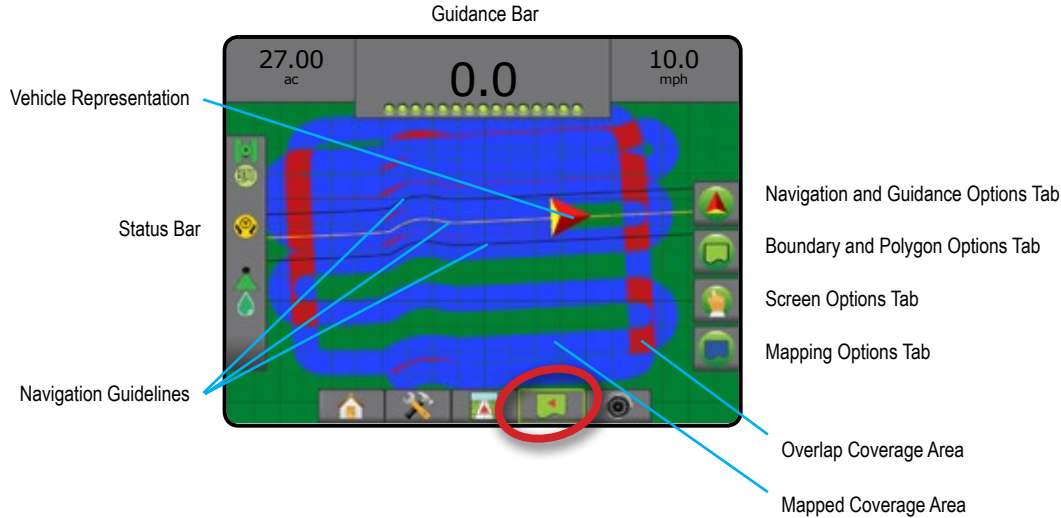 Guidance Bar
27.00
ac
0.0
10.0
mph
Vehicle Representation
Status Bar
Navigation Guidelines
Navigation and Guidance Options Tab
Boundary and Polygon Options Tab
Screen Options Tab
Mapping Options Tab
Overlap Coverage Area
Mapped Coverage Area